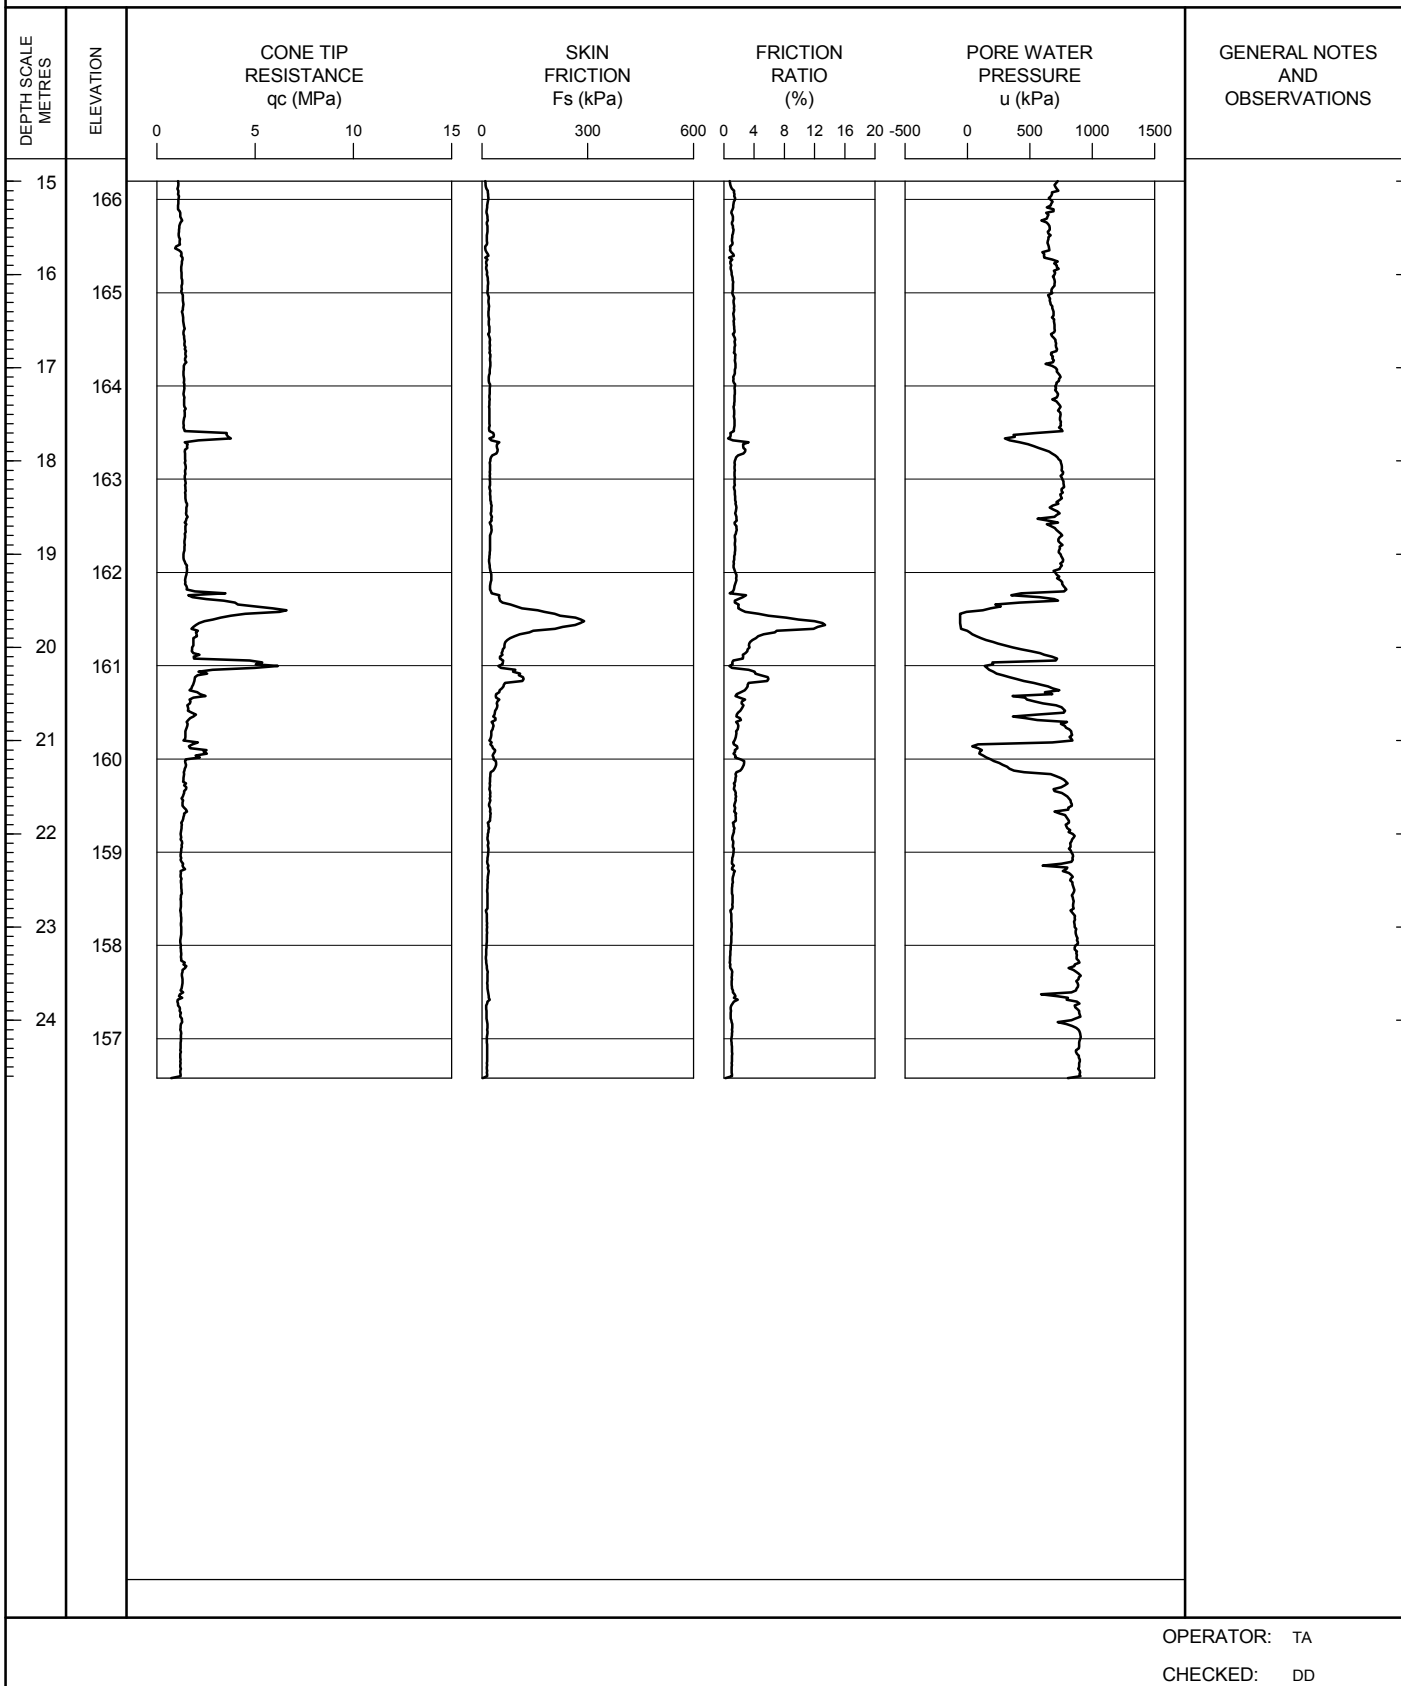 DEPTH SCALE
METRES
ELEVATION
CONE TIP
RESISTANCE
qc (MPa)
SKIN
FRICTION
Fs (kPa)
FRICTION
RATIO
(%)
PORE WATER
PRESSURE
u (kPa)
GENERAL NOTES
AND
OBSERVATIONS
0 5 10 15 0 300 600 0 4 8 12 16 20 -500 0 500 1000 1500
15
166
16
165
17
164
18
163
19
162
20
161
21
160
22
159
23
158
24
157
OPERATOR: TA
CHECKED: DD